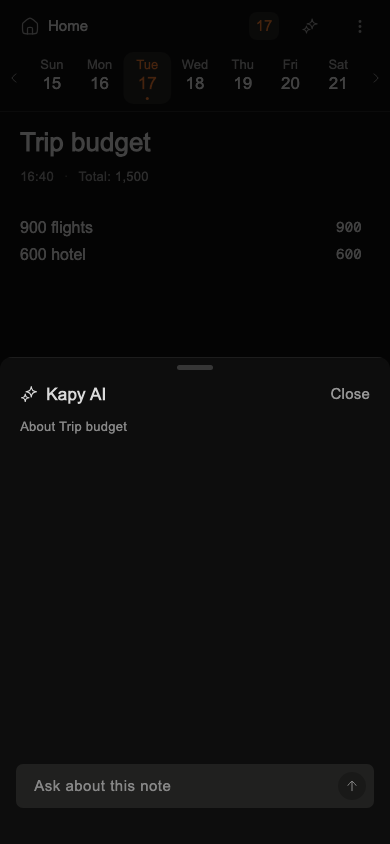 Home 17
Sun Mon Tue Wed Thu Fri Sat
15 16 17 18 19 20 21
Trip budget
16:40 · Total: 1,500
900 flights 900
600 hotel 600
Kapy AI Close
About Trip budget
Ask about this note